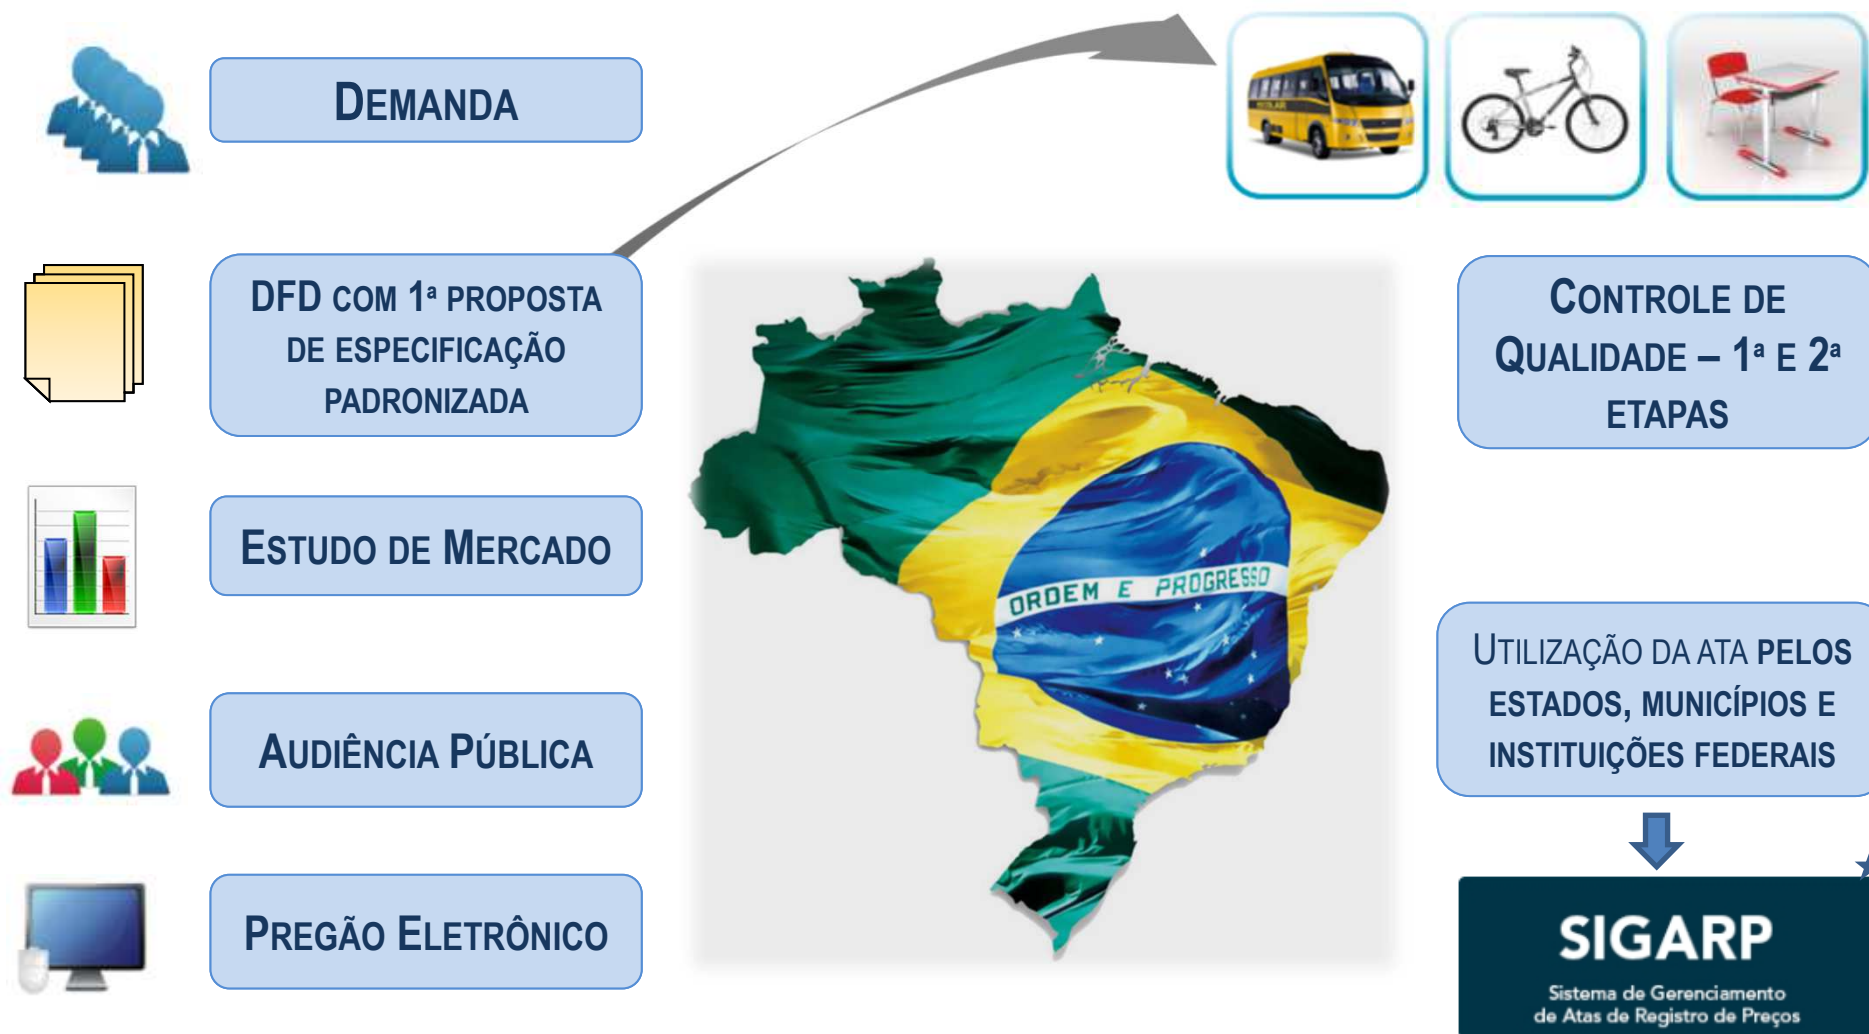 DEMANDA
DFD COM 1ª PROPOSTA
DE ESPECIFICAÇÃO
PADRONIZADA
ESTUDO DE MERCADO
AUDIÊNCIA PÚBLICA
PREGÃO ELETRÔNICO
ESCOLAR
ORDEM E PROGRESSO
CONTROLE DE
QUALIDADE – 1ª E 2ª
ETAPAS
UTILIZAÇÃO DA ATA PELOS
ESTADOS, MUNICÍPIOS E
INSTITUIÇÕES FEDERAIS
SIGARP
Sistema de Gerenciamento
de Atas de Registro de Preços